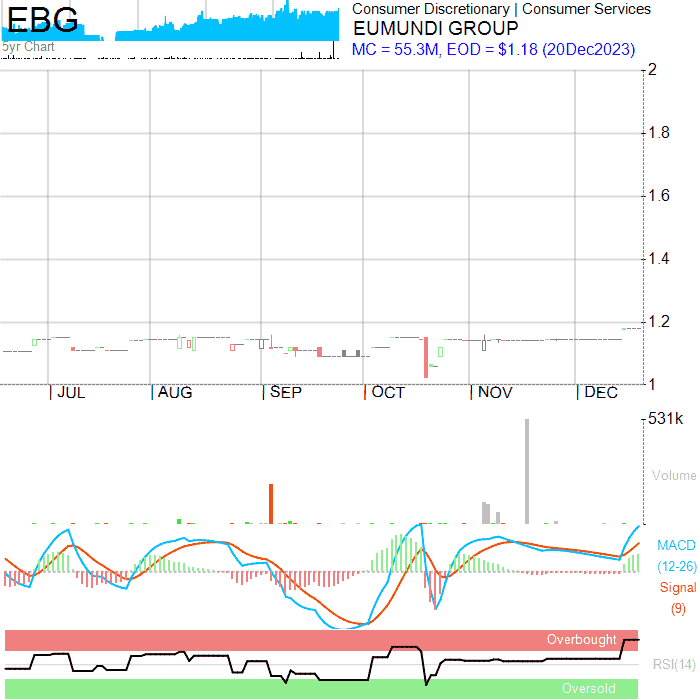 EBG
5yr Chart
Consumer Discretionary | Consumer Services
EUMUNDI GROUP
MC = 55.3M, EOD = $1.18 (20Dec2023)
2
1.8
1.6
1.4
1.2
1
JUL
AUG
SEP
OCT
NOV
DEC
531k
Volume
MACD
(12-26)
Signal
(9)
Overbought
RSI(14)
Oversold